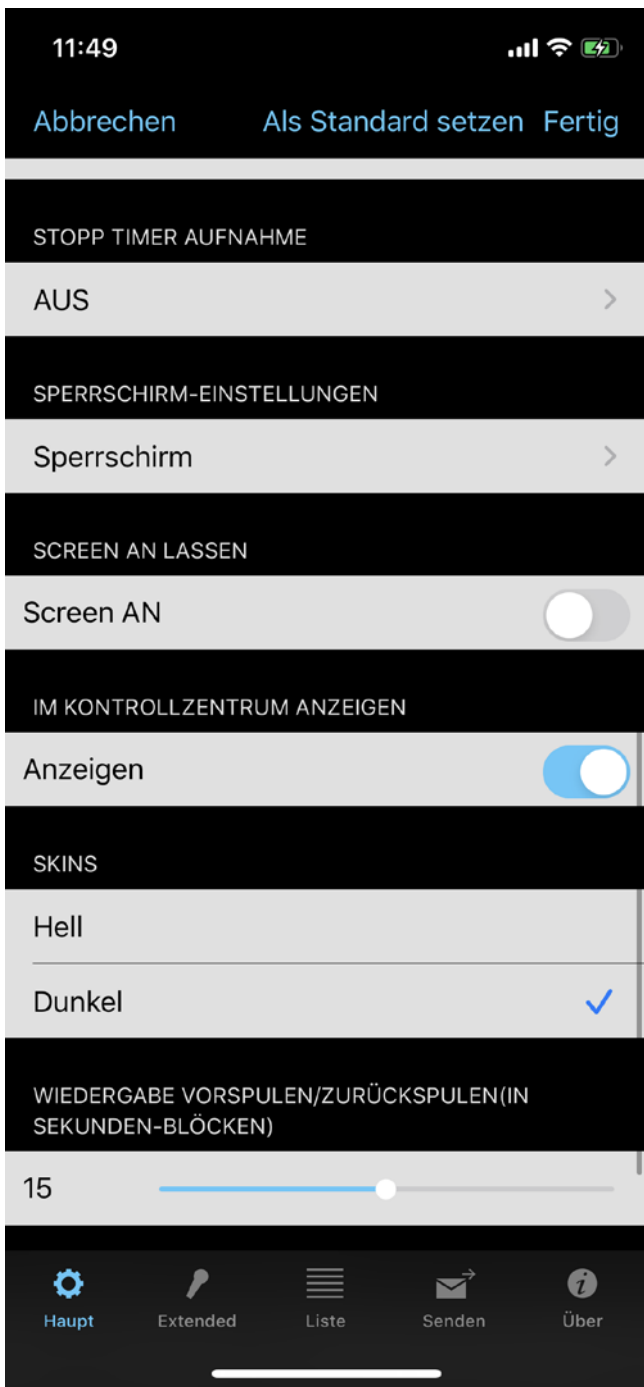 11:49
Abbrechen Als Standard setzen Fertig
STOPP TIMER AUFNAHME
AUS
SPERRSCHIRM-EINSTELLUNGEN
Sperrschirm
SCREEN AN LASSEN
Screen AN
IM KONTROLLZENTRUM ANZEIGEN
Anzeigen
SKINS
Hell
Dunkel
WIEDERGABE VORSPULEN/ZURÜCKSPULEN(IN
SEKUNDEN-BLÖCKEN)
15
Haupt Extended Liste Senden Über